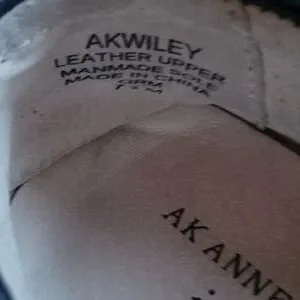 AKWILEY
LEATHER UPPER
MANMADE SOLE
MADE IN CHINA
AK ANNE